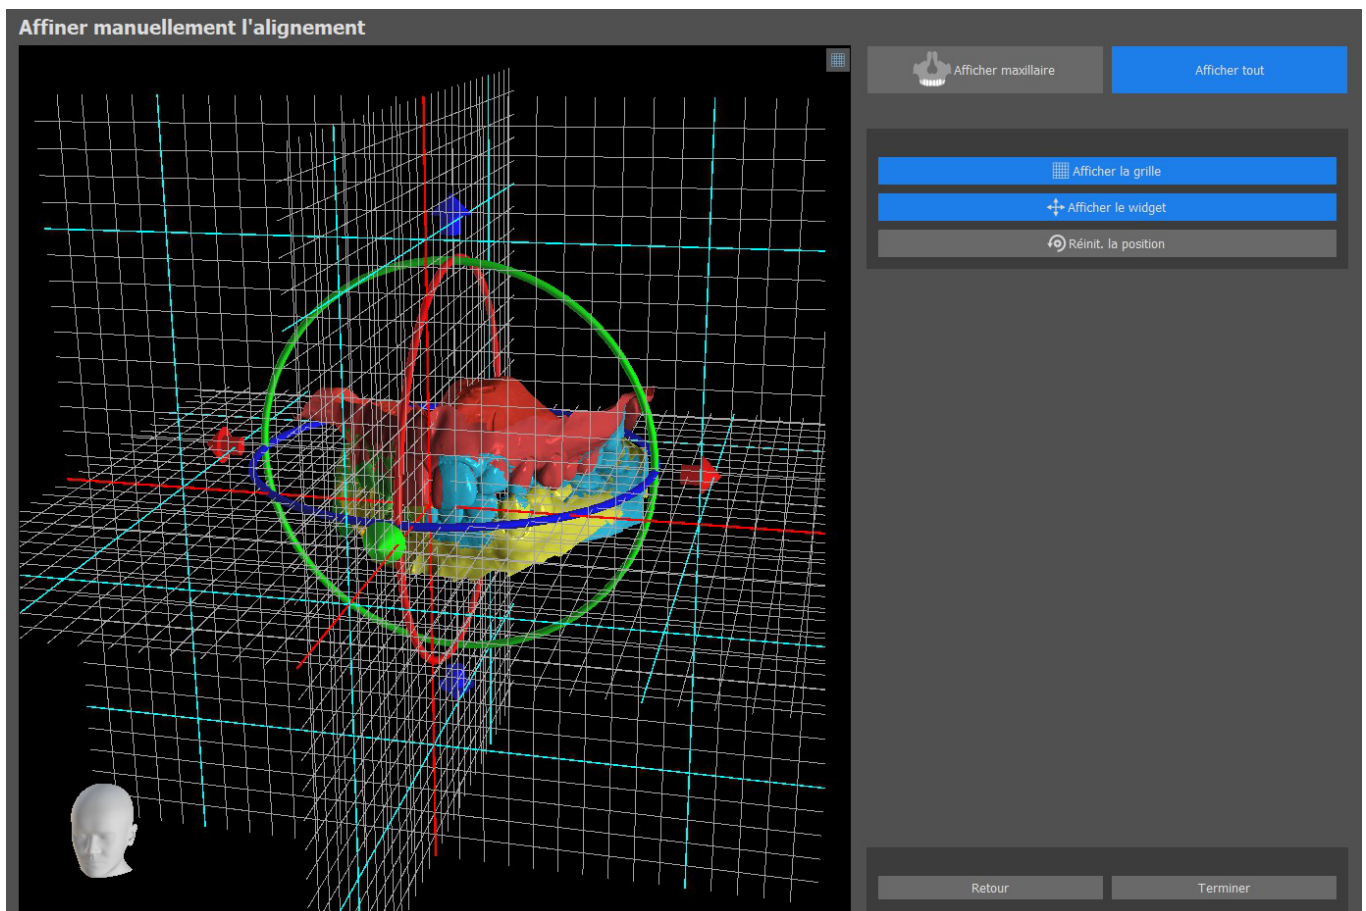 Affiner manuellement l'alignement
Afficher maxillaire
Afficher tout
Afficher la grille
Afficher le widget
Réinit. la position
Retour
Terminer